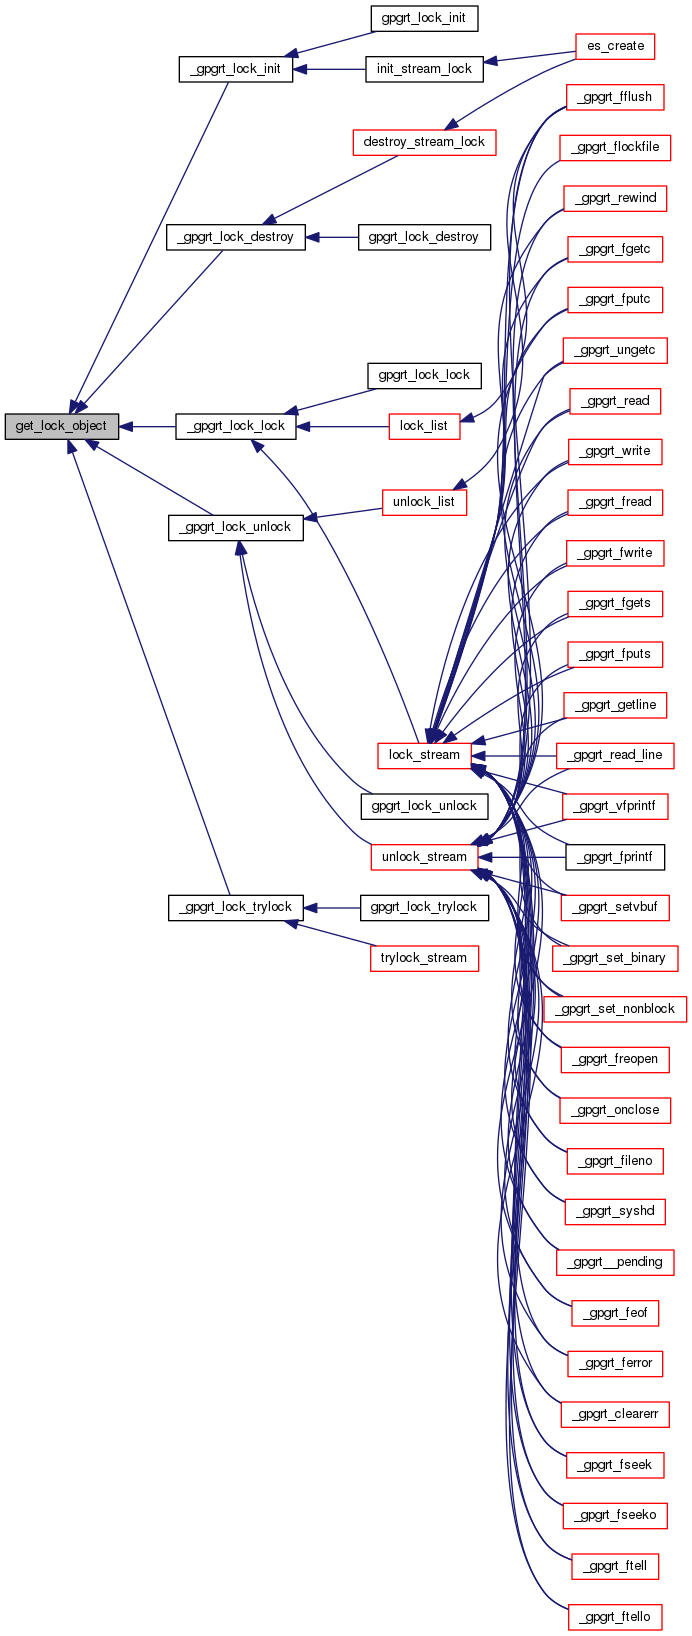 gpgrt_lock_init
es_create
_gpgrt_lock_init
init_stream_lock
_gpgrt_fflush
destroy_stream_lock
_gpgrt_flockfile
_gpgrt_rewind
_gpgrt_lock_destroy
gpgrt_lock_destroy
_gpgrt_fgetc
_gpgrt_fputc
_gpgrt_ungetc
gpgrt_lock_lock
_gpgrt_read
get_lock_object
_gpgrt_lock_lock
lock_list
_gpgrt_write
unlock_list
_gpgrt_fread
_gpgrt_lock_unlock
_gpgrt_fwrite
_gpgrt_fgets
_gpgrt_fputs
_gpgrt_getline
lock_stream
_gpgrt_read_line
gpgrt_lock_unlock
_gpgrt_vfprintf
unlock_stream
_gpgrt_fprintf
_gpgrt_lock_trylock
gpgrt_lock_trylock
_gpgrt_setvbuf
trylock_stream
_gpgrt_set_binary
_gpgrt_set_nonblock
_gpgrt_freopen
_gpgrt_onclose
_gpgrt_fileno
_gpgrt_syshd
_gpgrt__pending
_gpgrt_feof
_gpgrt_ferror
_gpgrt_clearerr
_gpgrt_fseek
_gpgrt_fseeko
_gpgrt_ftell
_gpgrt_ftello